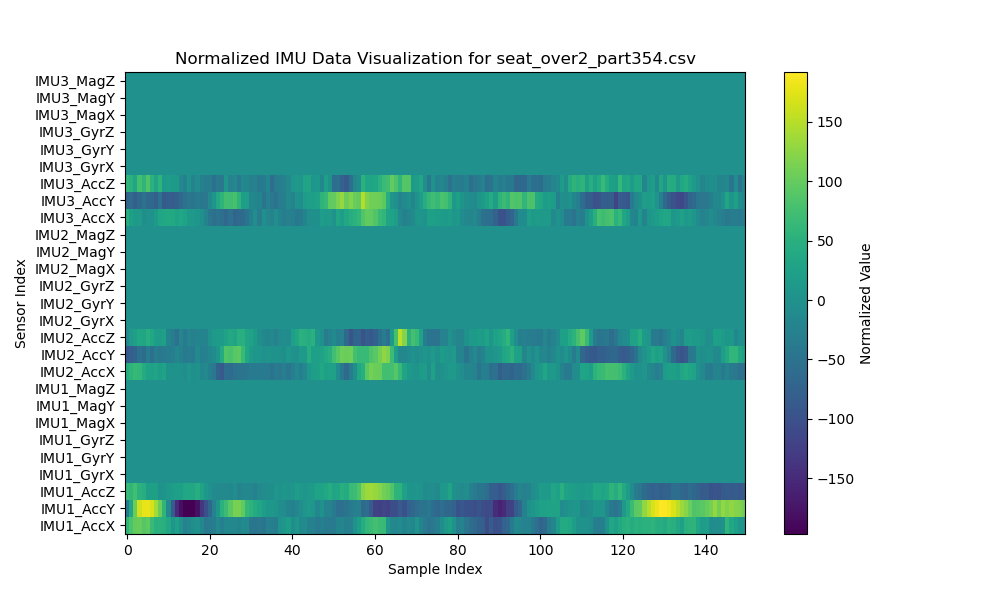 Normalized IMU Data Visualization for seat_over2_part354.csv
IMU3_MagZ
IMU3_MagY
IMU3_MagX
IMU3_GyrZ
IMU3_GyrY
IMU3_GyrX
IMU3_AccZ
IMU3_AccY
IMU3_AccX
IMU2_MagZ
IMU2_MagY
IMU2_MagX
IMU2_GyrZ
IMU2_GyrY
IMU2_GyrX
IMU2_AccZ
IMU2_AccY
IMU2_AccX
IMU1_MagZ
IMU1_MagY
IMU1_MagX
IMU1_GyrZ
IMU1_GyrY
IMU1_GyrX
IMU1_AccZ
IMU1_AccY
IMU1_AccX
Sensor Index
0 20 40 60 80 100 120 140
Sample Index
150
100
50
0
−50
−100
−150
Normalized Value